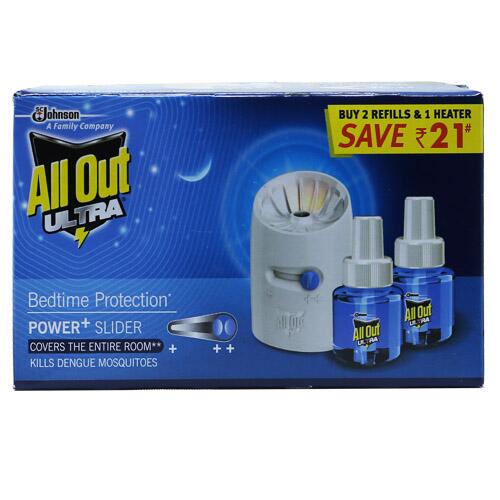 SC Johnson
A Family Company
All Out
ULTRA
BUY 2 REFILLS & 1 HEATER
SAVE ₹21#
Bedtime Protection*
POWER+ SLIDER
COVERS THE ENTIRE ROOM**
+ ++
KILLS DENGUE MOSQUITOES
- ++
All Out
All Out
ULTRA
All Out
ULTRA